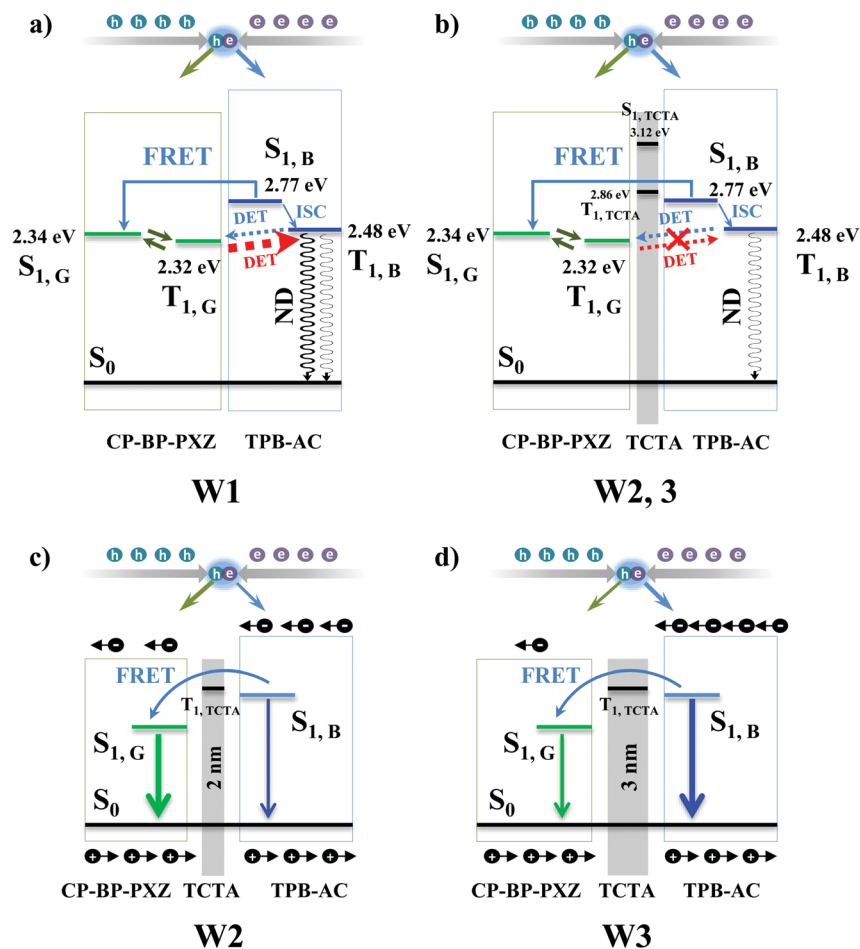 a)
h h h h e e e e
h e
FRET
S1, B
2.77 eV
DET
ISC
2.34 eV
2.48 eV
S1, G
2.32 eV
DET
T1, B
T1, G
ND
S0
CP-BP-PXZ TPB-AC
W1
b)
h h h h e e e e
h e
S1, TCTA
3.12 eV
FRET
S1, B
2.77 eV
2.86 eV
T1, TCTA
DET
ISC
2.34 eV
2.48 eV
S1, G
2.32 eV
DET
T1, B
T1, G
ND
S0
CP-BP-PXZ TCTA TPB-AC
W2, 3
c)
h h h h e e e e
h e
- - -
- -
FRET
T1, TCTA
S1, B
S1, G
2 nm
S0
+ + + + +
CP-BP-PXZ TCTA TPB-AC
W2
d)
h h h h e e e e
h e
- - - -
-
FRET
T1, TCTA
S1, B
S1, G
3 nm
S0
+ + + + +
CP-BP-PXZ TCTA TPB-AC
W3